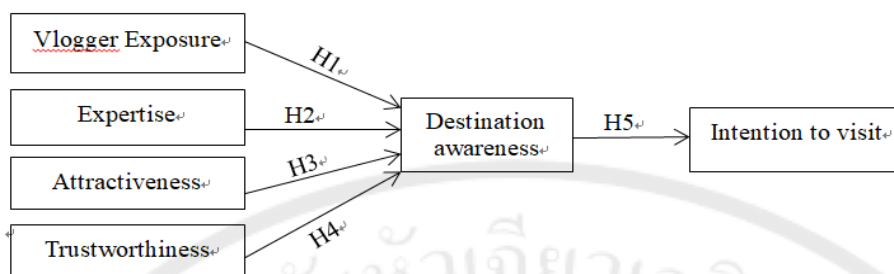 Vlogger Exposure
H1
Expertise
H2
Destination
awareness
H5
Intention to visit
Attractiveness
H3
Trustworthiness
H4